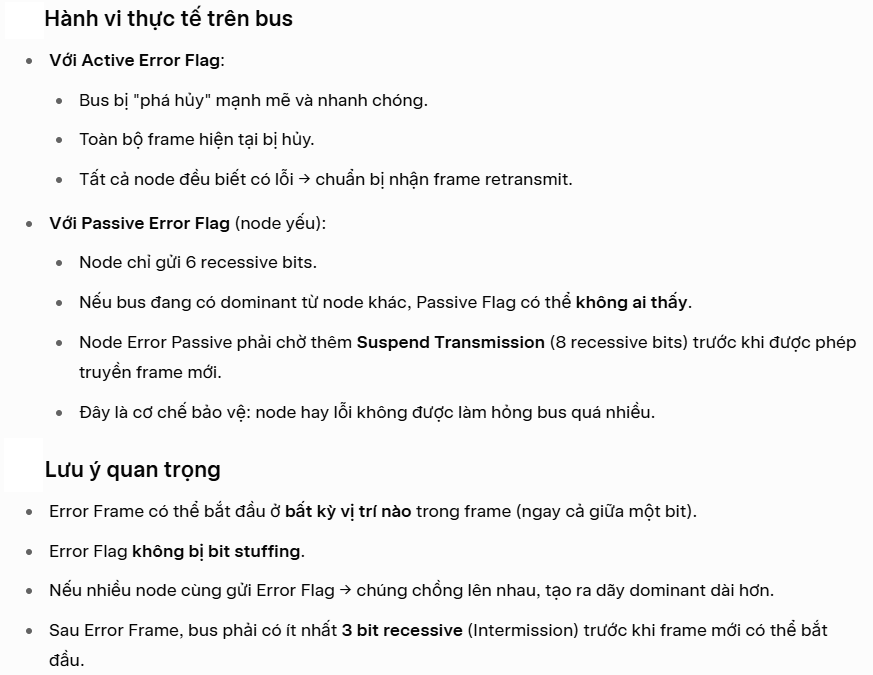 Hành vi thực tế trên bus
Với Active Error Flag:
Bus bị "phá hủy" mạnh mẽ và nhanh chóng.
Toàn bộ frame hiện tại bị hủy.
Tất cả node đều biết có lỗi → chuẩn bị nhận frame retransmit.
Với Passive Error Flag (node yếu):
Node chỉ gửi 6 recessive bits.
Nếu bus đang có dominant từ node khác, Passive Flag có thể không ai thấy.
Node Error Passive phải chờ thêm Suspend Transmission (8 recessive bits) trước khi được phép
truyền frame mới.
Đây là cơ chế bảo vệ: node hay lỗi không được làm hỏng bus quá nhiều.
Lưu ý quan trọng
Error Frame có thể bắt đầu ở bất kỳ vị trí nào trong frame (ngay cả giữa một bit).
Error Flag không bị bit stuffing.
Nếu nhiều node cùng gửi Error Flag → chúng chồng lên nhau, tạo ra dãy dominant dài hơn.
Sau Error Frame, bus phải có ít nhất 3 bit recessive (Intermission) trước khi frame mới có thể bắt
đầu.